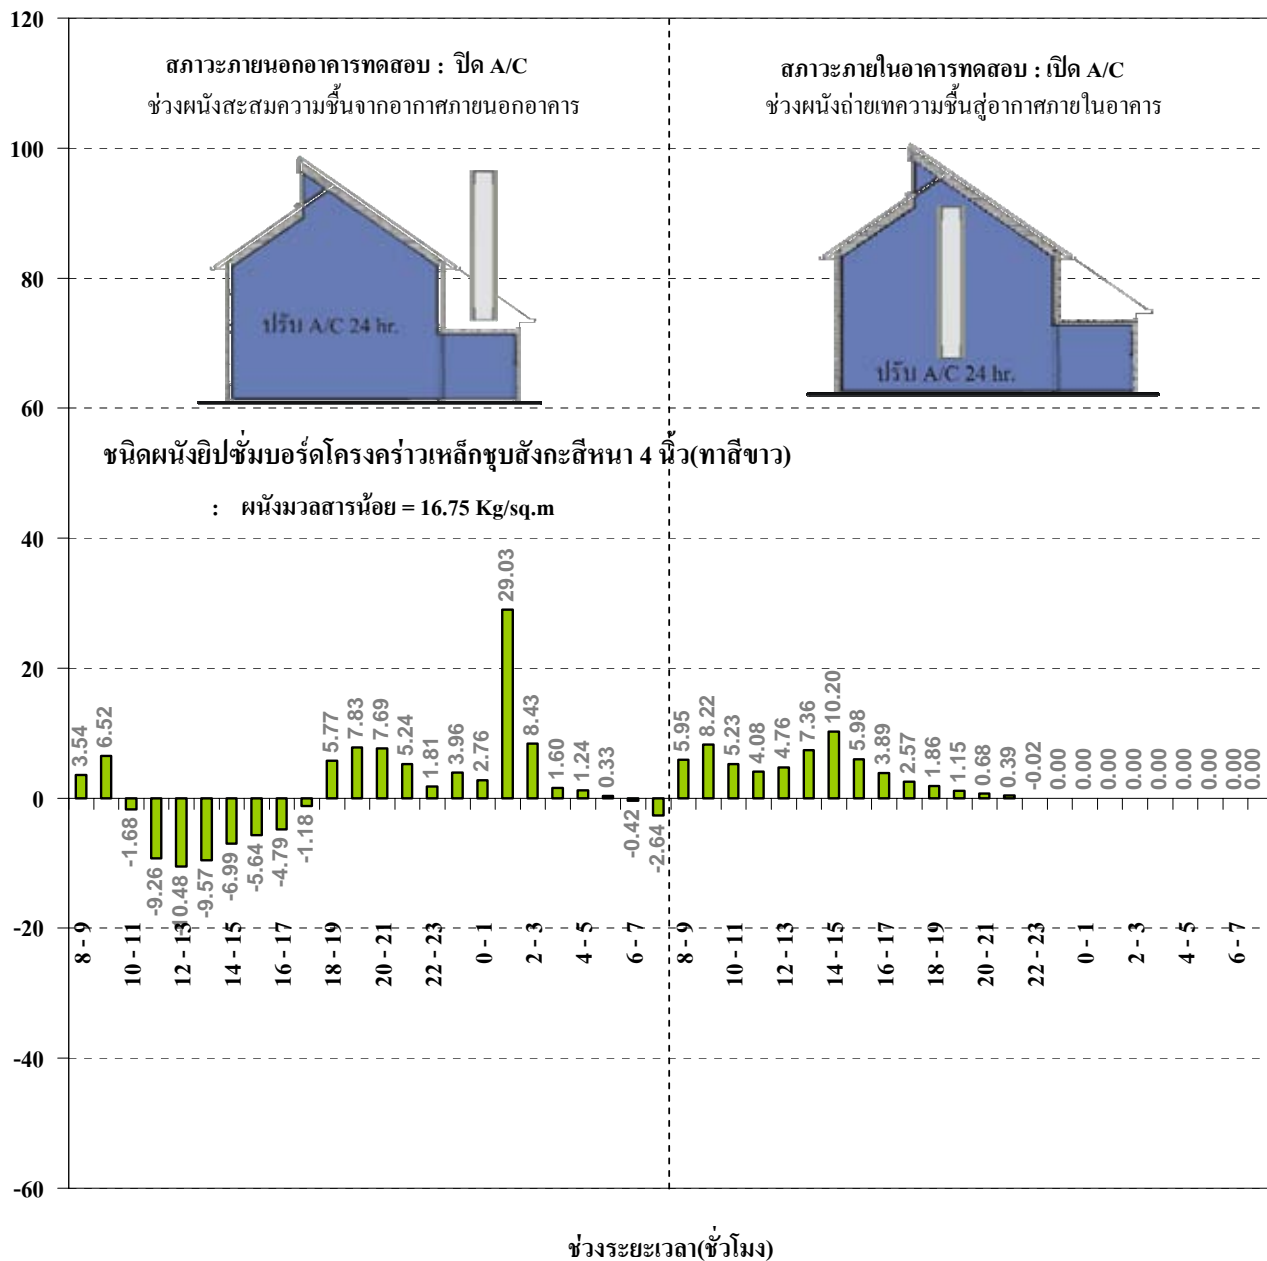 120
100
80
60
40
20
0
-20
-40
-60
สภาวะภายนอกอาคารทดสอบ : ปิด A/C
ช่วงผนังสะสมความชื้นจากอากาศภายนอกอาคาร
สภาวะภายในอาคารทดสอบ : เปิด A/C
ช่วงผนังถ่ายเทความชื้นสู่อากาศภายในอาคาร
ปรับ A/C 24 hr.
ปรับ A/C 24 hr.
ชนิดผนังยิปซั่มบอร์ดโครงคร่าวเหล็กชุบสังกะสีหนา 4 นิ้ว(ทาสีขาว)
: ผนังมวลสารน้อย = 16.75 Kg/sq.m
3.54
6.52
-1.68
-9.26
-10.48
-9.57
-6.99
-5.64
-4.79
-1.18
5.77
7.83
7.69
5.24
1.81
3.96
2.76
29.03
8.43
1.60
1.24
0.33
-0.42
-2.64
5.95
8.22
5.23
4.08
4.76
7.36
10.20
5.98
3.89
2.57
1.86
1.15
0.68
0.39
-0.02
0.00
0.00
0.00
0.00
0.00
0.00
0.00
0.00
0.00
8 - 9
10 - 11
12 - 13
14 - 15
16 - 17
18 - 19
20 - 21
22 - 23
0 - 1
2 - 3
4 - 5
6 - 7
8 - 9
10 - 11
12 - 13
14 - 15
16 - 17
18 - 19
20 - 21
22 - 23
0 - 1
2 - 3
4 - 5
6 - 7
ช่วงระยะเวลา(ชั่วโมง)